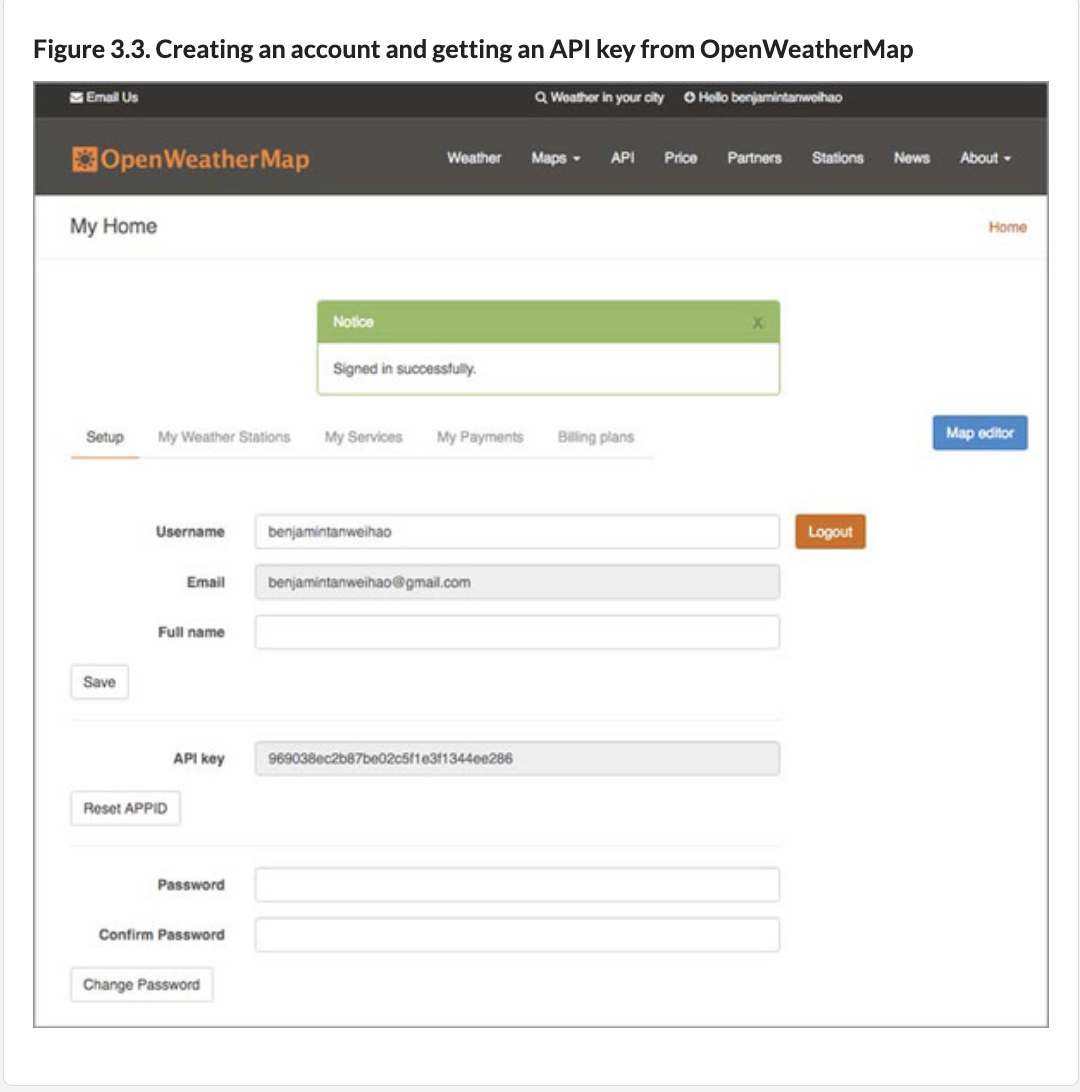 Figure 3.3. Creating an account and getting an API key from OpenWeatherMap
Email Us Weather in your city Hello benjamintanweihao
OpenWeatherMap Weather Maps API Price Partners Stations News About
My Home Home
Notice X
Signed in successfully.
Setup My Weather Stations My Services My Payments Billing plans Map editor
Username benjamintanweihao Logout
Email benjamintanweihao@gmail.com
Full name
Save
API key 969038ec2b87be02c5f1e3f1344ee286
Reset APPID
Password
Confirm Password
Change Password